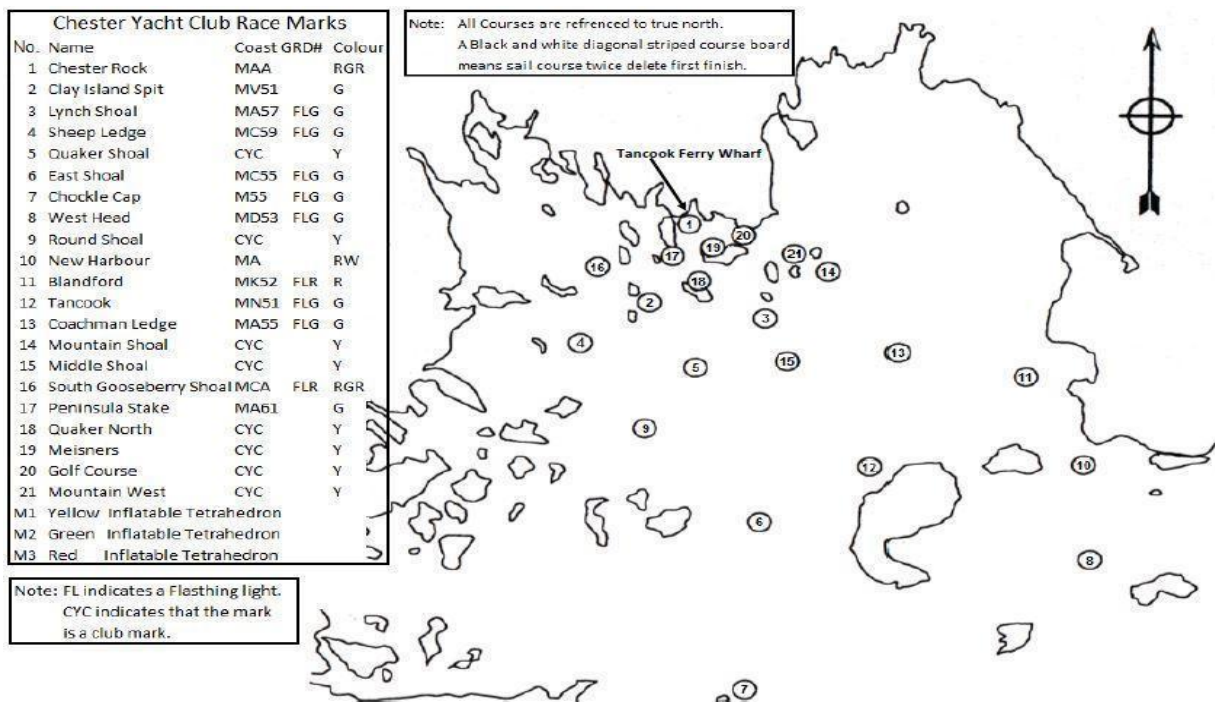 Chester Yacht Club Race Marks
No. Name Coast GRD# Colour
1 Chester Rock MAA RGR
2 Clay Island Spit MV51 G
3 Lynch Shoal MA57 FLG G
4 Sheep Ledge MC59 FLG G
5 Quaker Shoal CYC Y
6 East Shoal MC55 FLG G
7 Chockle Cap M55 FLG G
8 West Head MD53 FLG G
9 Round Shoal CYC Y
10 New Harbour MA RW
11 Blandford MK52 FLR R
12 Tancook MN51 FLG G
13 Coachman Ledge MA55 FLG G
14 Mountain Shoal CYC Y
15 Middle Shoal CYC Y
16 South Gooseberry Shoal MCA FLR RGR
17 Peninsula Stake MA61 G
18 Quaker North CYC Y
19 Meisners CYC Y
20 Golf Course CYC Y
21 Mountain West CYC Y
M1 Yellow Inflatable Tetrahedron
M2 Green Inflatable Tetrahedron
M3 Red Inflatable Tetrahedron
Note: FL indicates a Flasthing light.
CYC indicates that the mark
is a club mark.
Note: All Courses are refrenced to true north.
A Black and white diagonal striped course board
means sail course twice delete first finish.
Tancook Ferry Wharf
1
20
19
17
21
16
14
18
2
3
4
13
15
5
11
9
12
10
6
8
7